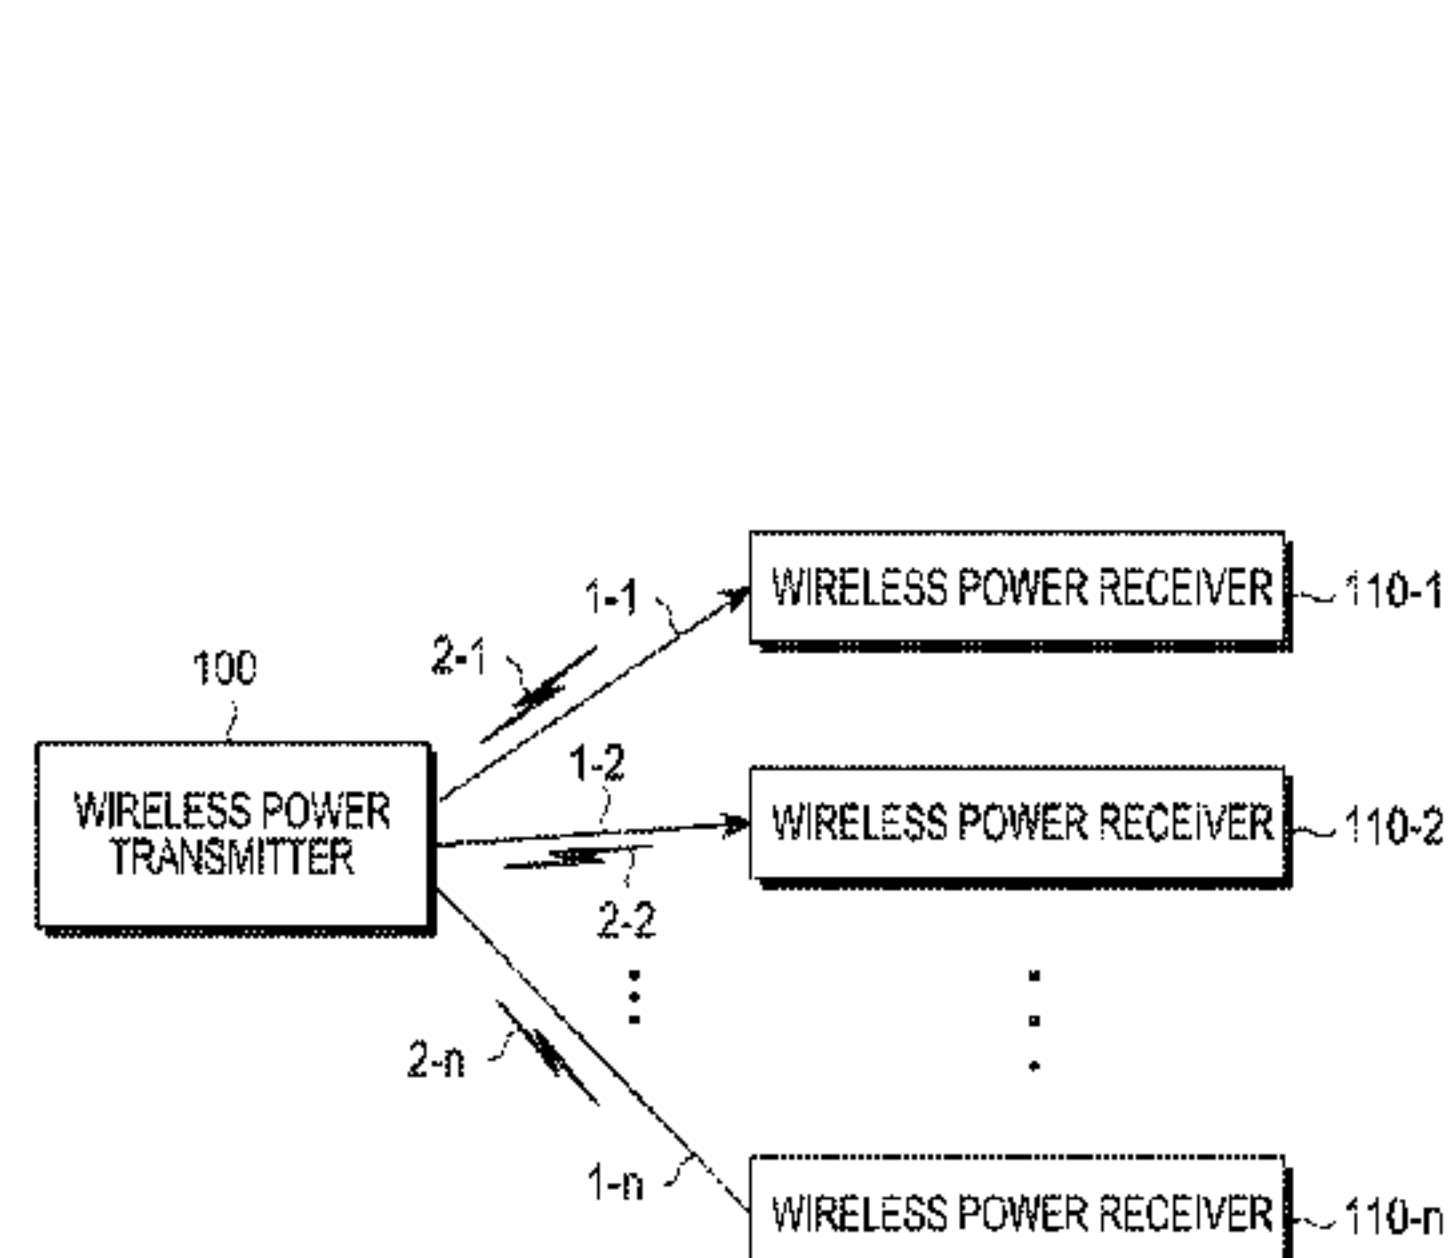 WIRELESS POWER RECEIVER
110-1
1-1
2-1
100
1-2
WIRELESS POWER
TRANSMITTER
WIRELESS POWER RECEIVER
110-2
2-2
2-n
1-n
WIRELESS POWER RECEIVER
110-n